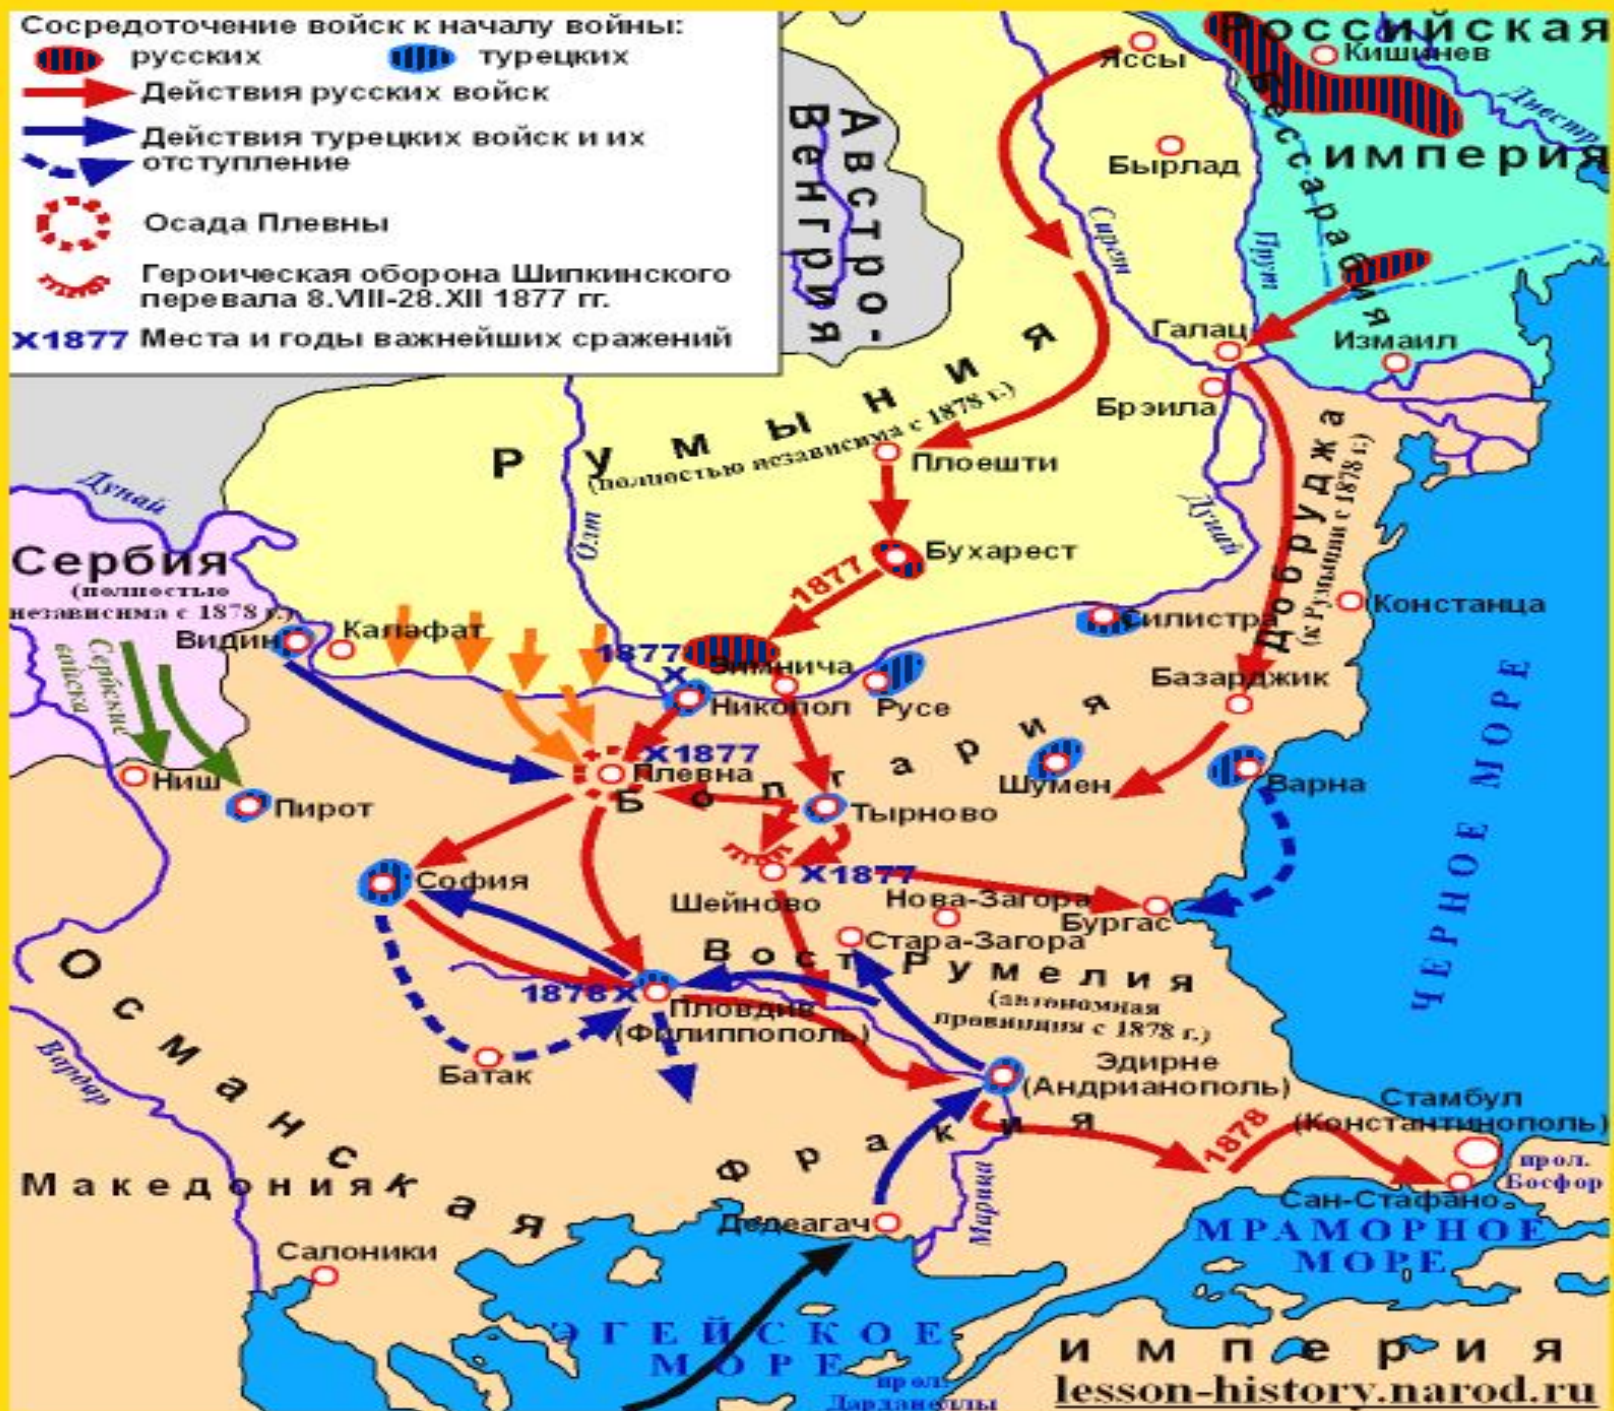 Сосредоточение войск к началу войны:
русских
турецких
Действия русских войск
Действия турецких войск и их
отступление
Осада Плевны
Героическая оборона Шипкинского
перевала 8.VIII-28.XII 1877 гг.
X1877 Места и годы важнейших сражений
Российская
империя
Кишинев
Днестр
Бессарабия
Яссы
Бырлад
Австро-
Венгрия
Сирет
Прут
Галац
Измаил
Брэила
Румыния
(полностью независима с 1878 г.)
Плоешти
Олт
Дунай
Бухарест
1877
Добруджа
(к Румынии с 1878 г.)
Констанца
Дунай
Сербия
(полностью
независима с 1878 г.)
Видин
Калафат
Сербские
войска
1877
X
Зимнича
Никопол
Русе
Силистра
Базарджик
X1877
Плевна
Болгария
Шумен
Варна
Ниш
Пирот
Тырново
София
X1877
Шейново
Нова-Загора
Бургас
Стара-Загора
Вост. Румелия
(автономная
провинция с 1878 г.)
1878 X
Пловдив
(Филиппополь)
Батак
Эдирне
(Андрианополь)
ЧЕРНОЕ МОРЕ
Османская
Вардар
Македония
Фракия
Марица
1878
Стамбул
(Константинополь)
прол.
Босфор
Сан-Стафано
МРАМОРНОЕ
МОРЕ
Дедеагач
Салоники
ЭГЕЙСКОЕ
МОРЕ
прол.
Дарданеллы
империя
lesson-history.narod.ru